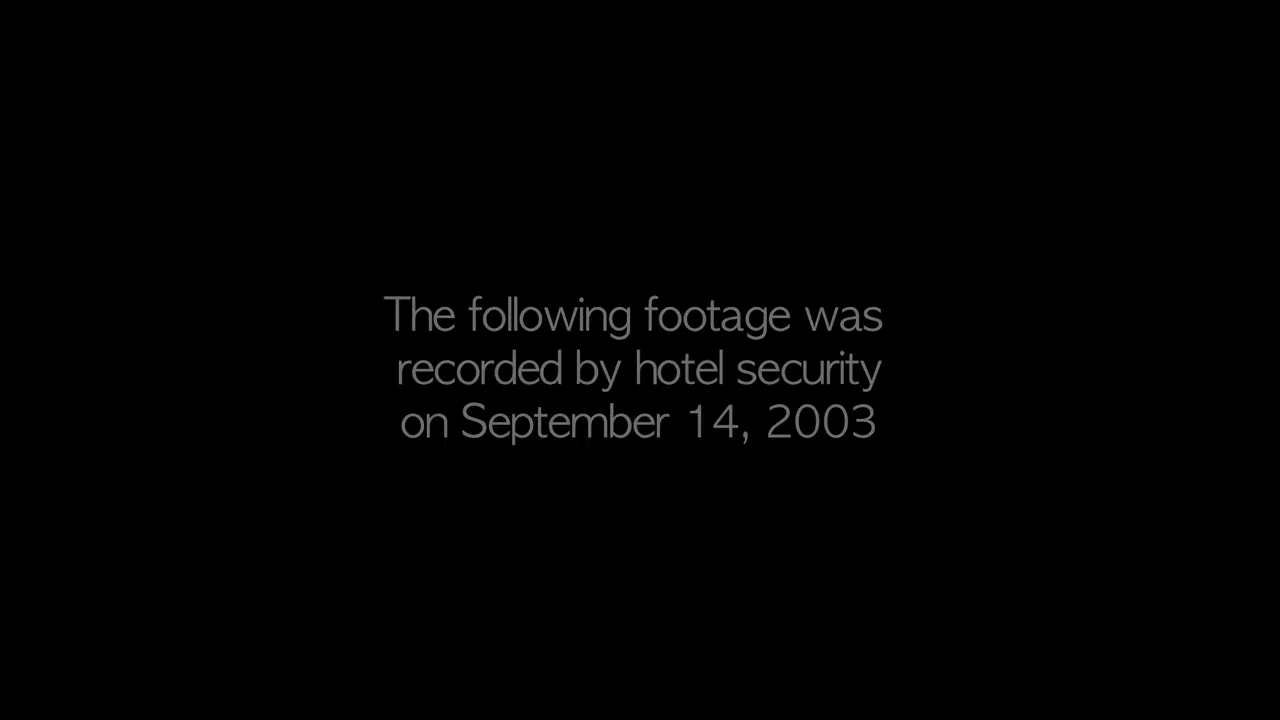 The following footage was
recorded by hotel security
on September 14, 2003